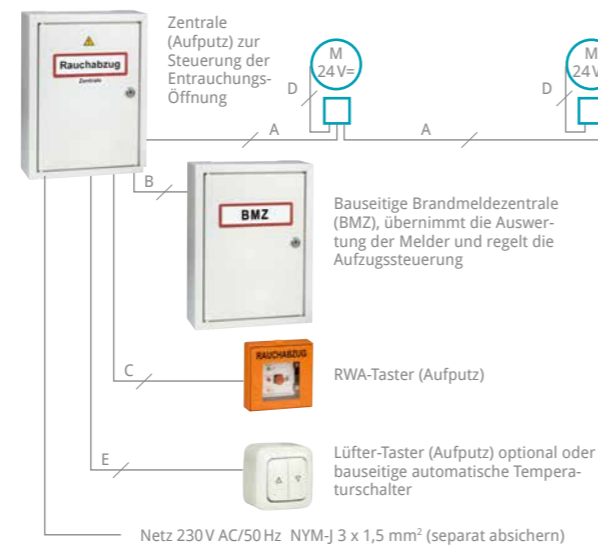 Rauchabzug
Zentrale
Zentrale
(Aufputz) zur
Steuerung der
Entrauchungs-
Öffnung
M
24 V=
D
M
24 V=
D
A
A
B
BMZ
Bauseitige Brandmeldezentrale
(BMZ), übernimmt die Auswer-
tung der Melder und regelt die
Aufzugssteuerung
C
RAUCHABZUG
RWA-Taster (Aufputz)
E
Lüfter-Taster (Aufputz) optional oder
bauseitige automatische Tempera-
turschalter
Netz 230 V AC/50 Hz NYM-J 3 x 1,5 mm² (separat absichern)